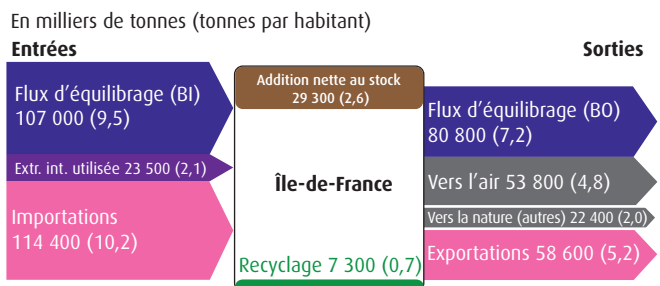 En milliers de tonnes (tonnes par habitant)
Entrées
Sorties
Flux d'équilibrage (BI)
107 000 (9,5)
Extr. int. utilisée 23 500 (2,1)
Importations
114 400 (10,2)
Addition nette au stock
29 300 (2,6)
Île-de-France
Recyclage 7 300 (0,7)
Flux d'équilibrage (BO)
80 800 (7,2)
Vers l'air 53 800 (4,8)
Vers la nature (autres) 22 400 (2,0)
Exportations 58 600 (5,2)